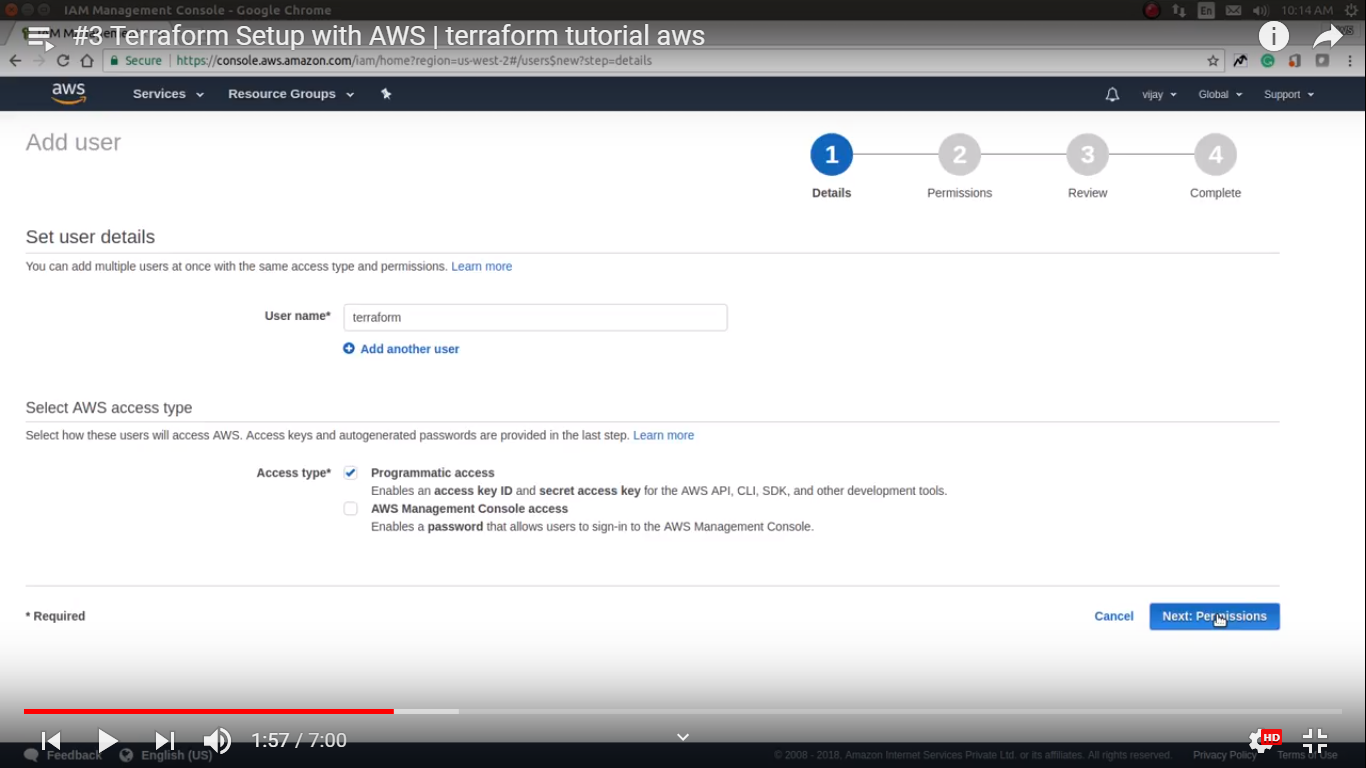 IAM Management Console - Google Chrome
En
10:14 AM
#3 Terraform Setup with AWS | terraform tutorial aws
Secure
https://console.aws.amazon.com/iam/home?region=us-west-2#/users$new?step=details
aws
Services
Resource Groups
vijay
Global
Support
Add user
1
2
3
4
Details
Permissions
Review
Complete
Set user details
You can add multiple users at once with the same access type and permissions. Learn more
User name*
terraform
Add another user
Select AWS access type
Select how these users will access AWS. Access keys and autogenerated passwords are provided in the last step. Learn more
Access type*
Programmatic access
Enables an access key ID and secret access key for the AWS API, CLI, SDK, and other development tools.
AWS Management Console access
Enables a password that allows users to sign-in to the AWS Management Console.
* Required
Cancel
Next: Permissions
1:57 / 7:00
HD
Feedback
English (US)
© 2008 - 2018, Amazon Internet Services Private Ltd. or its affiliates. All rights reserved.
Privacy Policy
Terms of Use